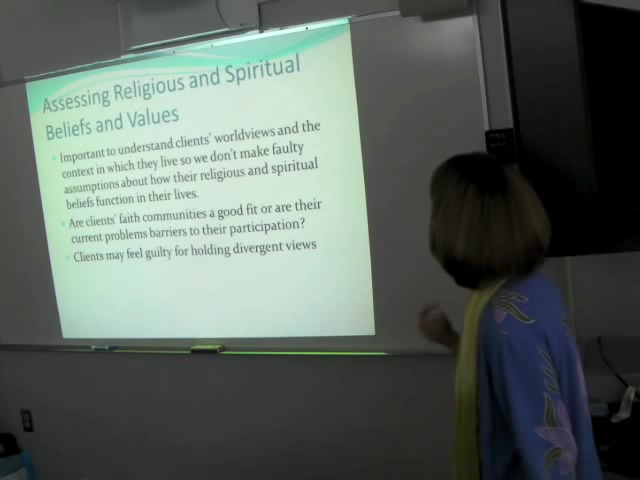 Assessing Religious and Spiritual
Beliefs and Values
Important to understand clients' worldviews and the
context in which they live so we don't make faulty
assumptions about how their religious and spiritual
beliefs function in their lives.
Are clients' faith communities a good fit or are their
current problems barriers to their participation?
Clients may feel guilty for holding divergent views